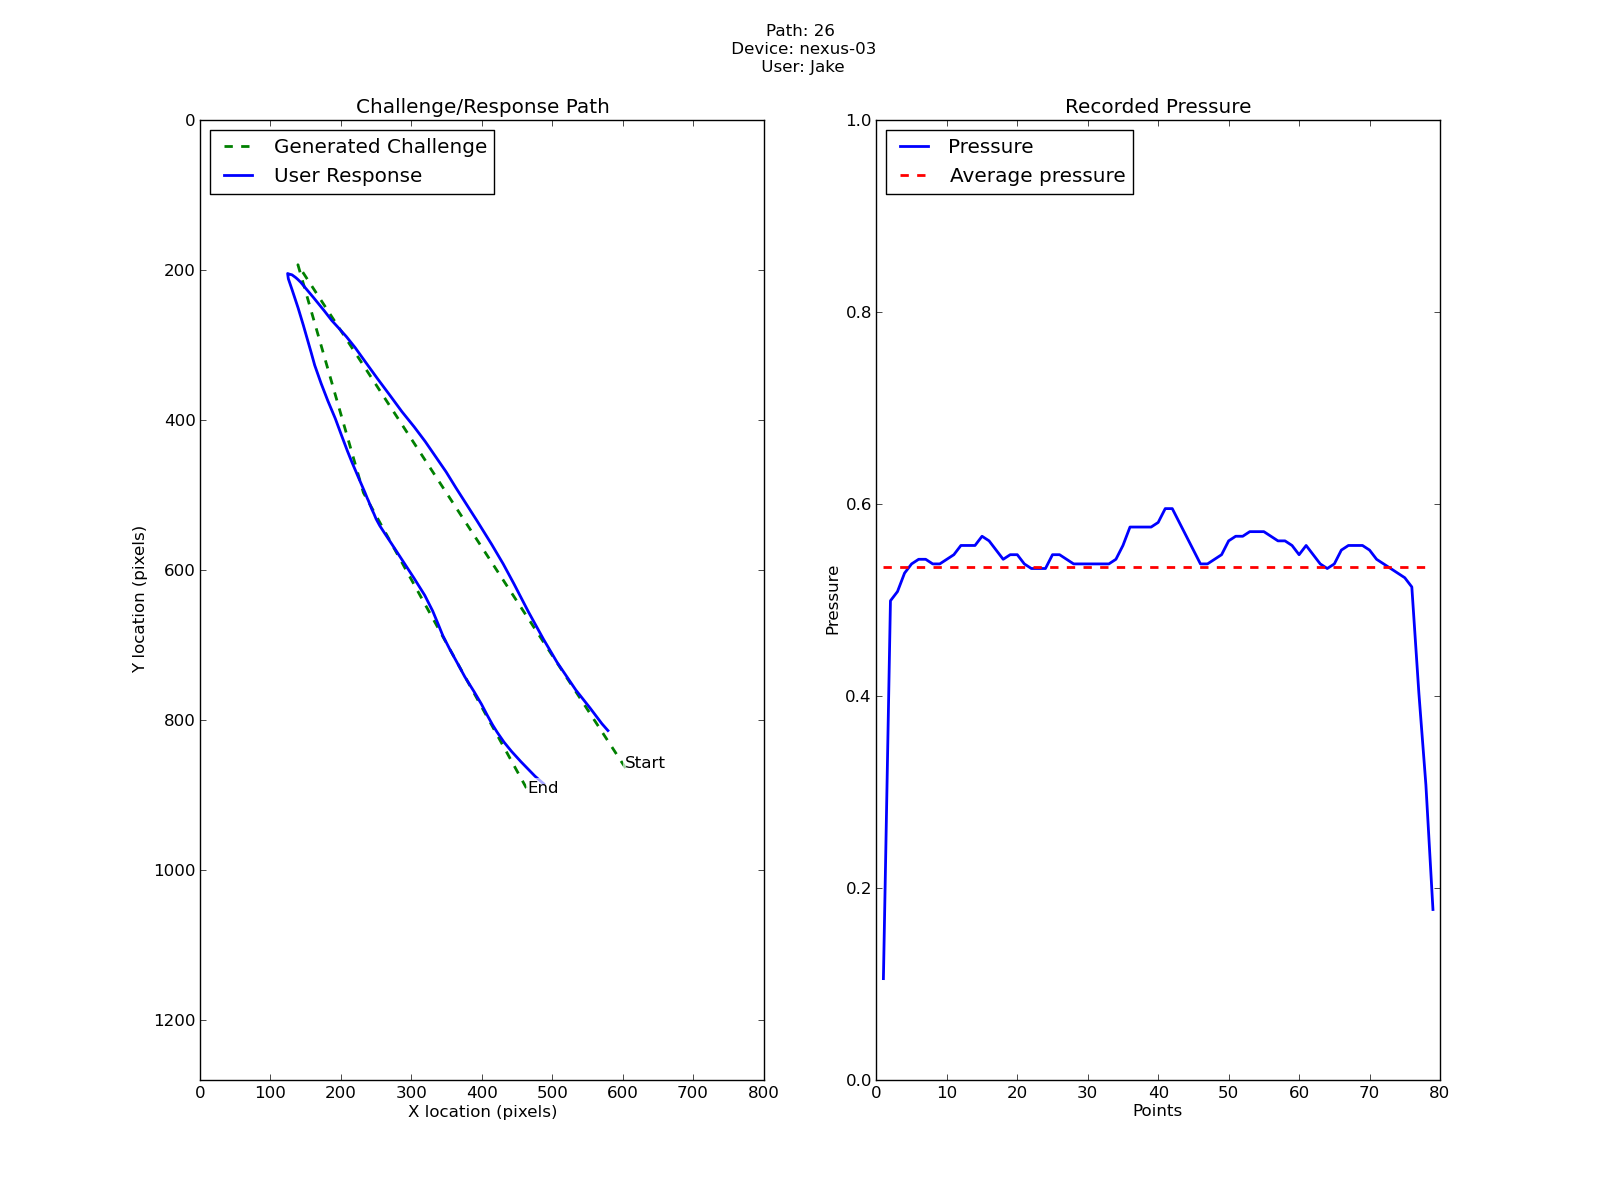 Path: 26
Device: nexus-03
User: Jake
Challenge/Response Path
Generated Challenge
User Response
0
200
400
600
800
1000
1200
Y location (pixels)
Start
End
0 100 200 300 400 500 600 700 800
X location (pixels)
Recorded Pressure
Pressure
Average pressure
1.0
0.8
0.6
0.4
0.2
0.0
Pressure
0 10 20 30 40 50 60 70 80
Points